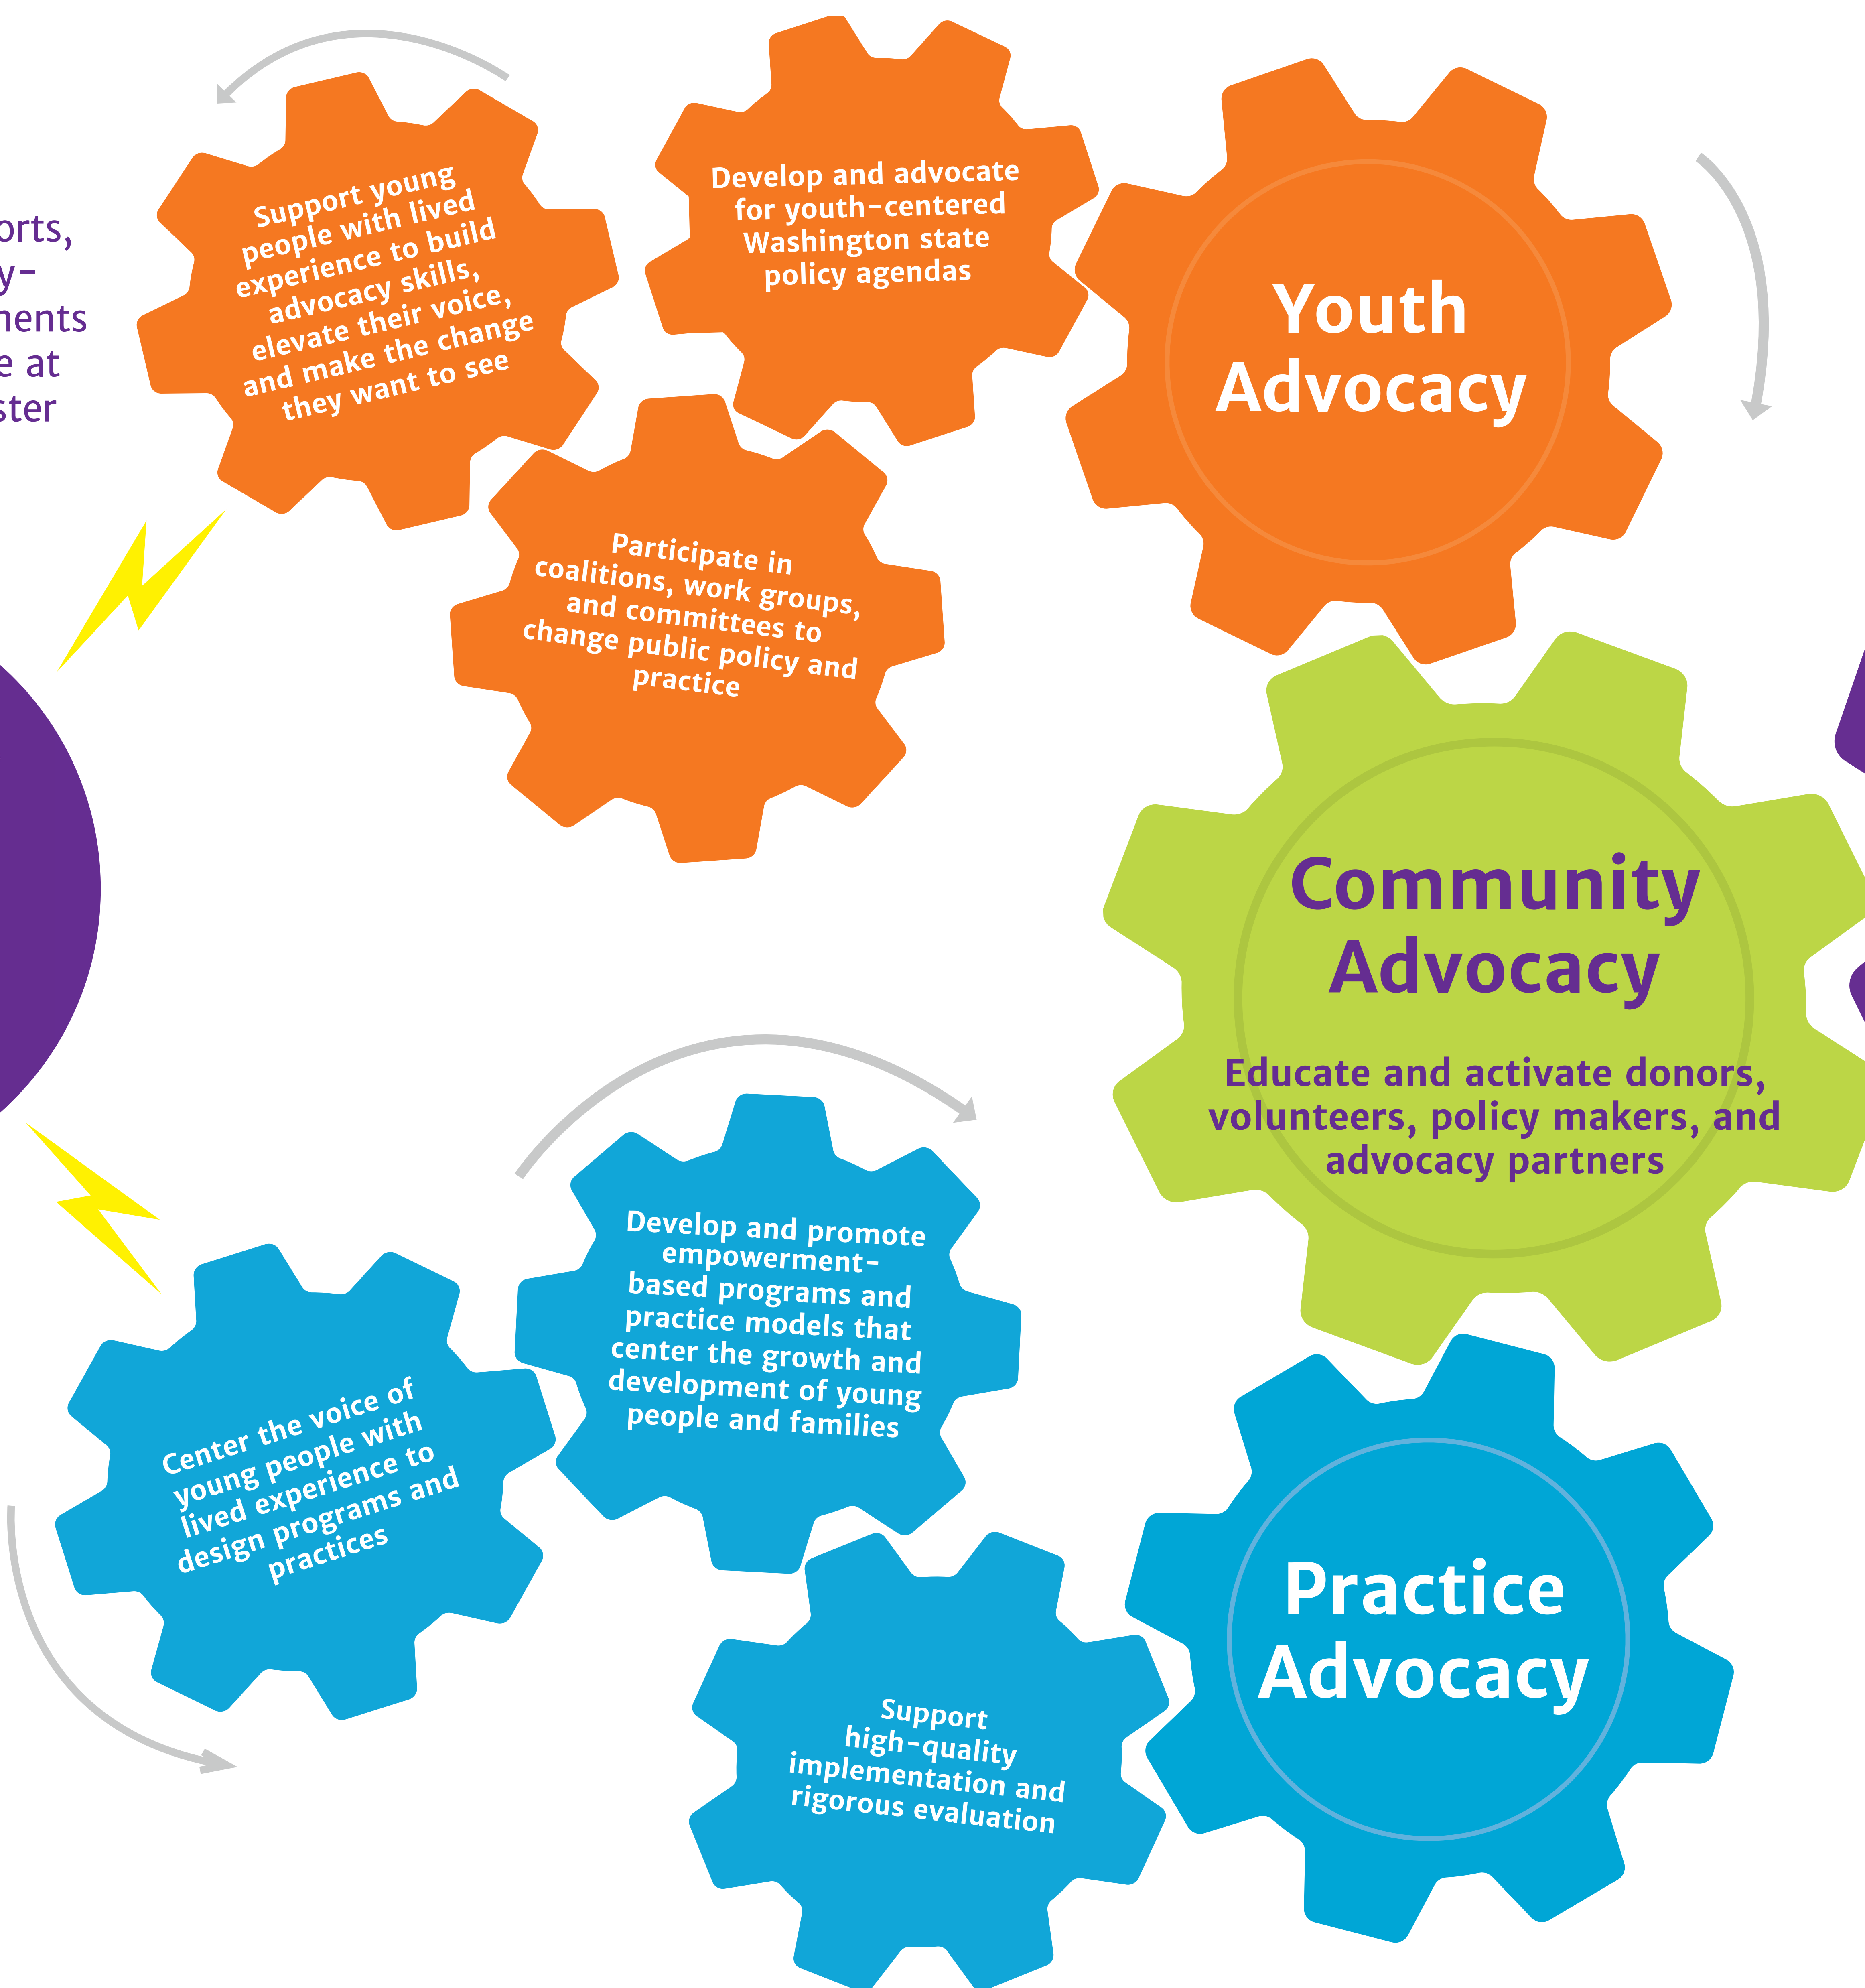 Support young
people with lived
experience to build
advocacy skills,
elevate their voice,
and make the change
they want to see
Develop and advocate
for youth-centered
Washington state
policy agendas
Youth
Advocacy
Participate in
coalitions, work groups,
and committees to
change public policy and
practice
Community
Advocacy
Educate and activate donors,
volunteers, policy makers, and
advocacy partners
Develop and promote
empowerment-
based programs and
practice models that
center the growth and
development of young
people and families
Center the voice of
young people with
lived experience to
design programs and
practices
Support
high-quality
implementation and
rigorous evaluation
Practice
Advocacy